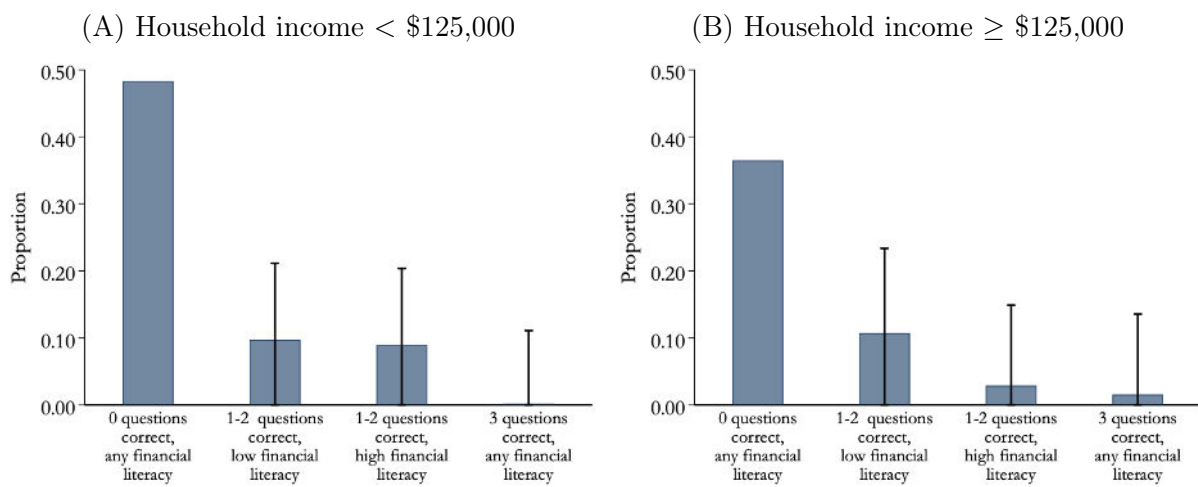 (A) Household income < $125,000
0.50
0.40
0.30
0.20
0.10
0.00
Proportion
0 questions
correct,
any financial
literacy
1-2 questions
correct,
low financial
literacy
1-2 questions
correct,
high financial
literacy
3 questions
correct,
any financial
literacy
(B) Household income ≥ $125,000
0.50
0.40
0.30
0.20
0.10
0.00
Proportion
0 questions
correct,
any financial
literacy
1-2 questions
correct,
low financial
literacy
1-2 questions
correct,
high financial
literacy
3 questions
correct,
any financial
literacy